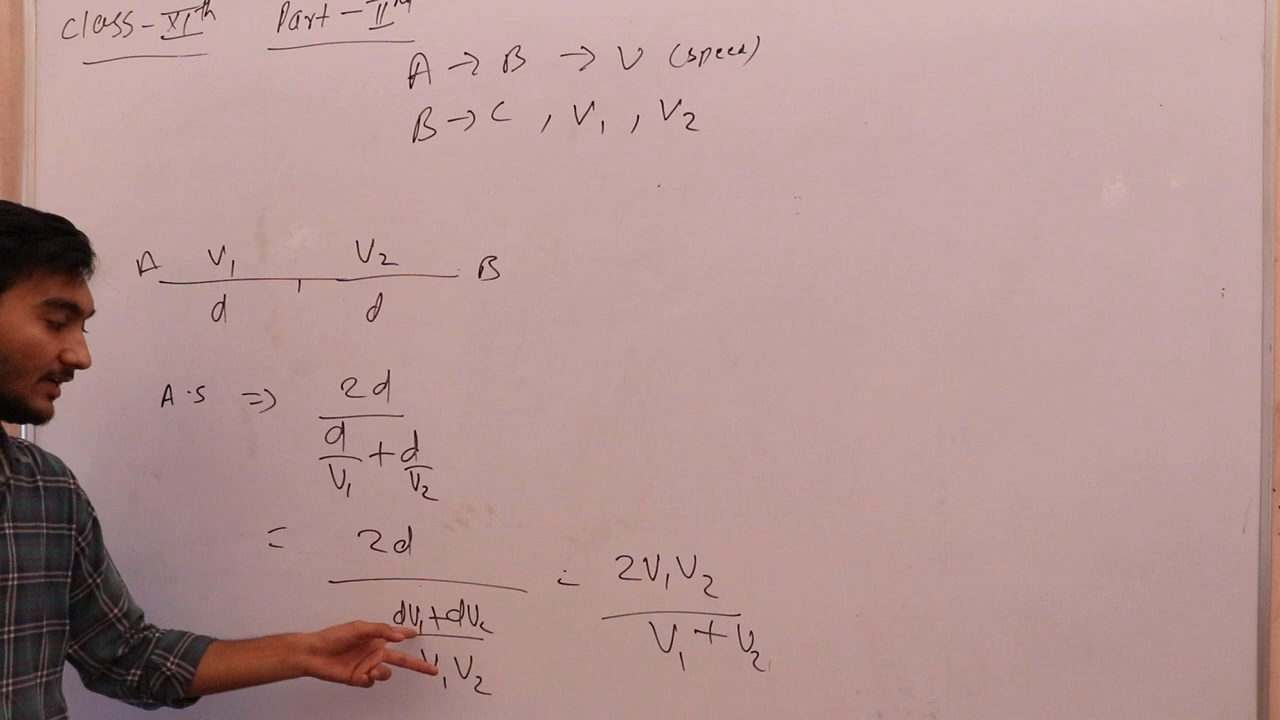 Class-XIth Part-IInd
A → B → V (speed)
B → C , V1 , V2
A V1 V2 B
d d
A.S => 2d
d/V1 + d/V2
= 2d = 2V1V2
dV1+dV2 V1+V2
V1V2